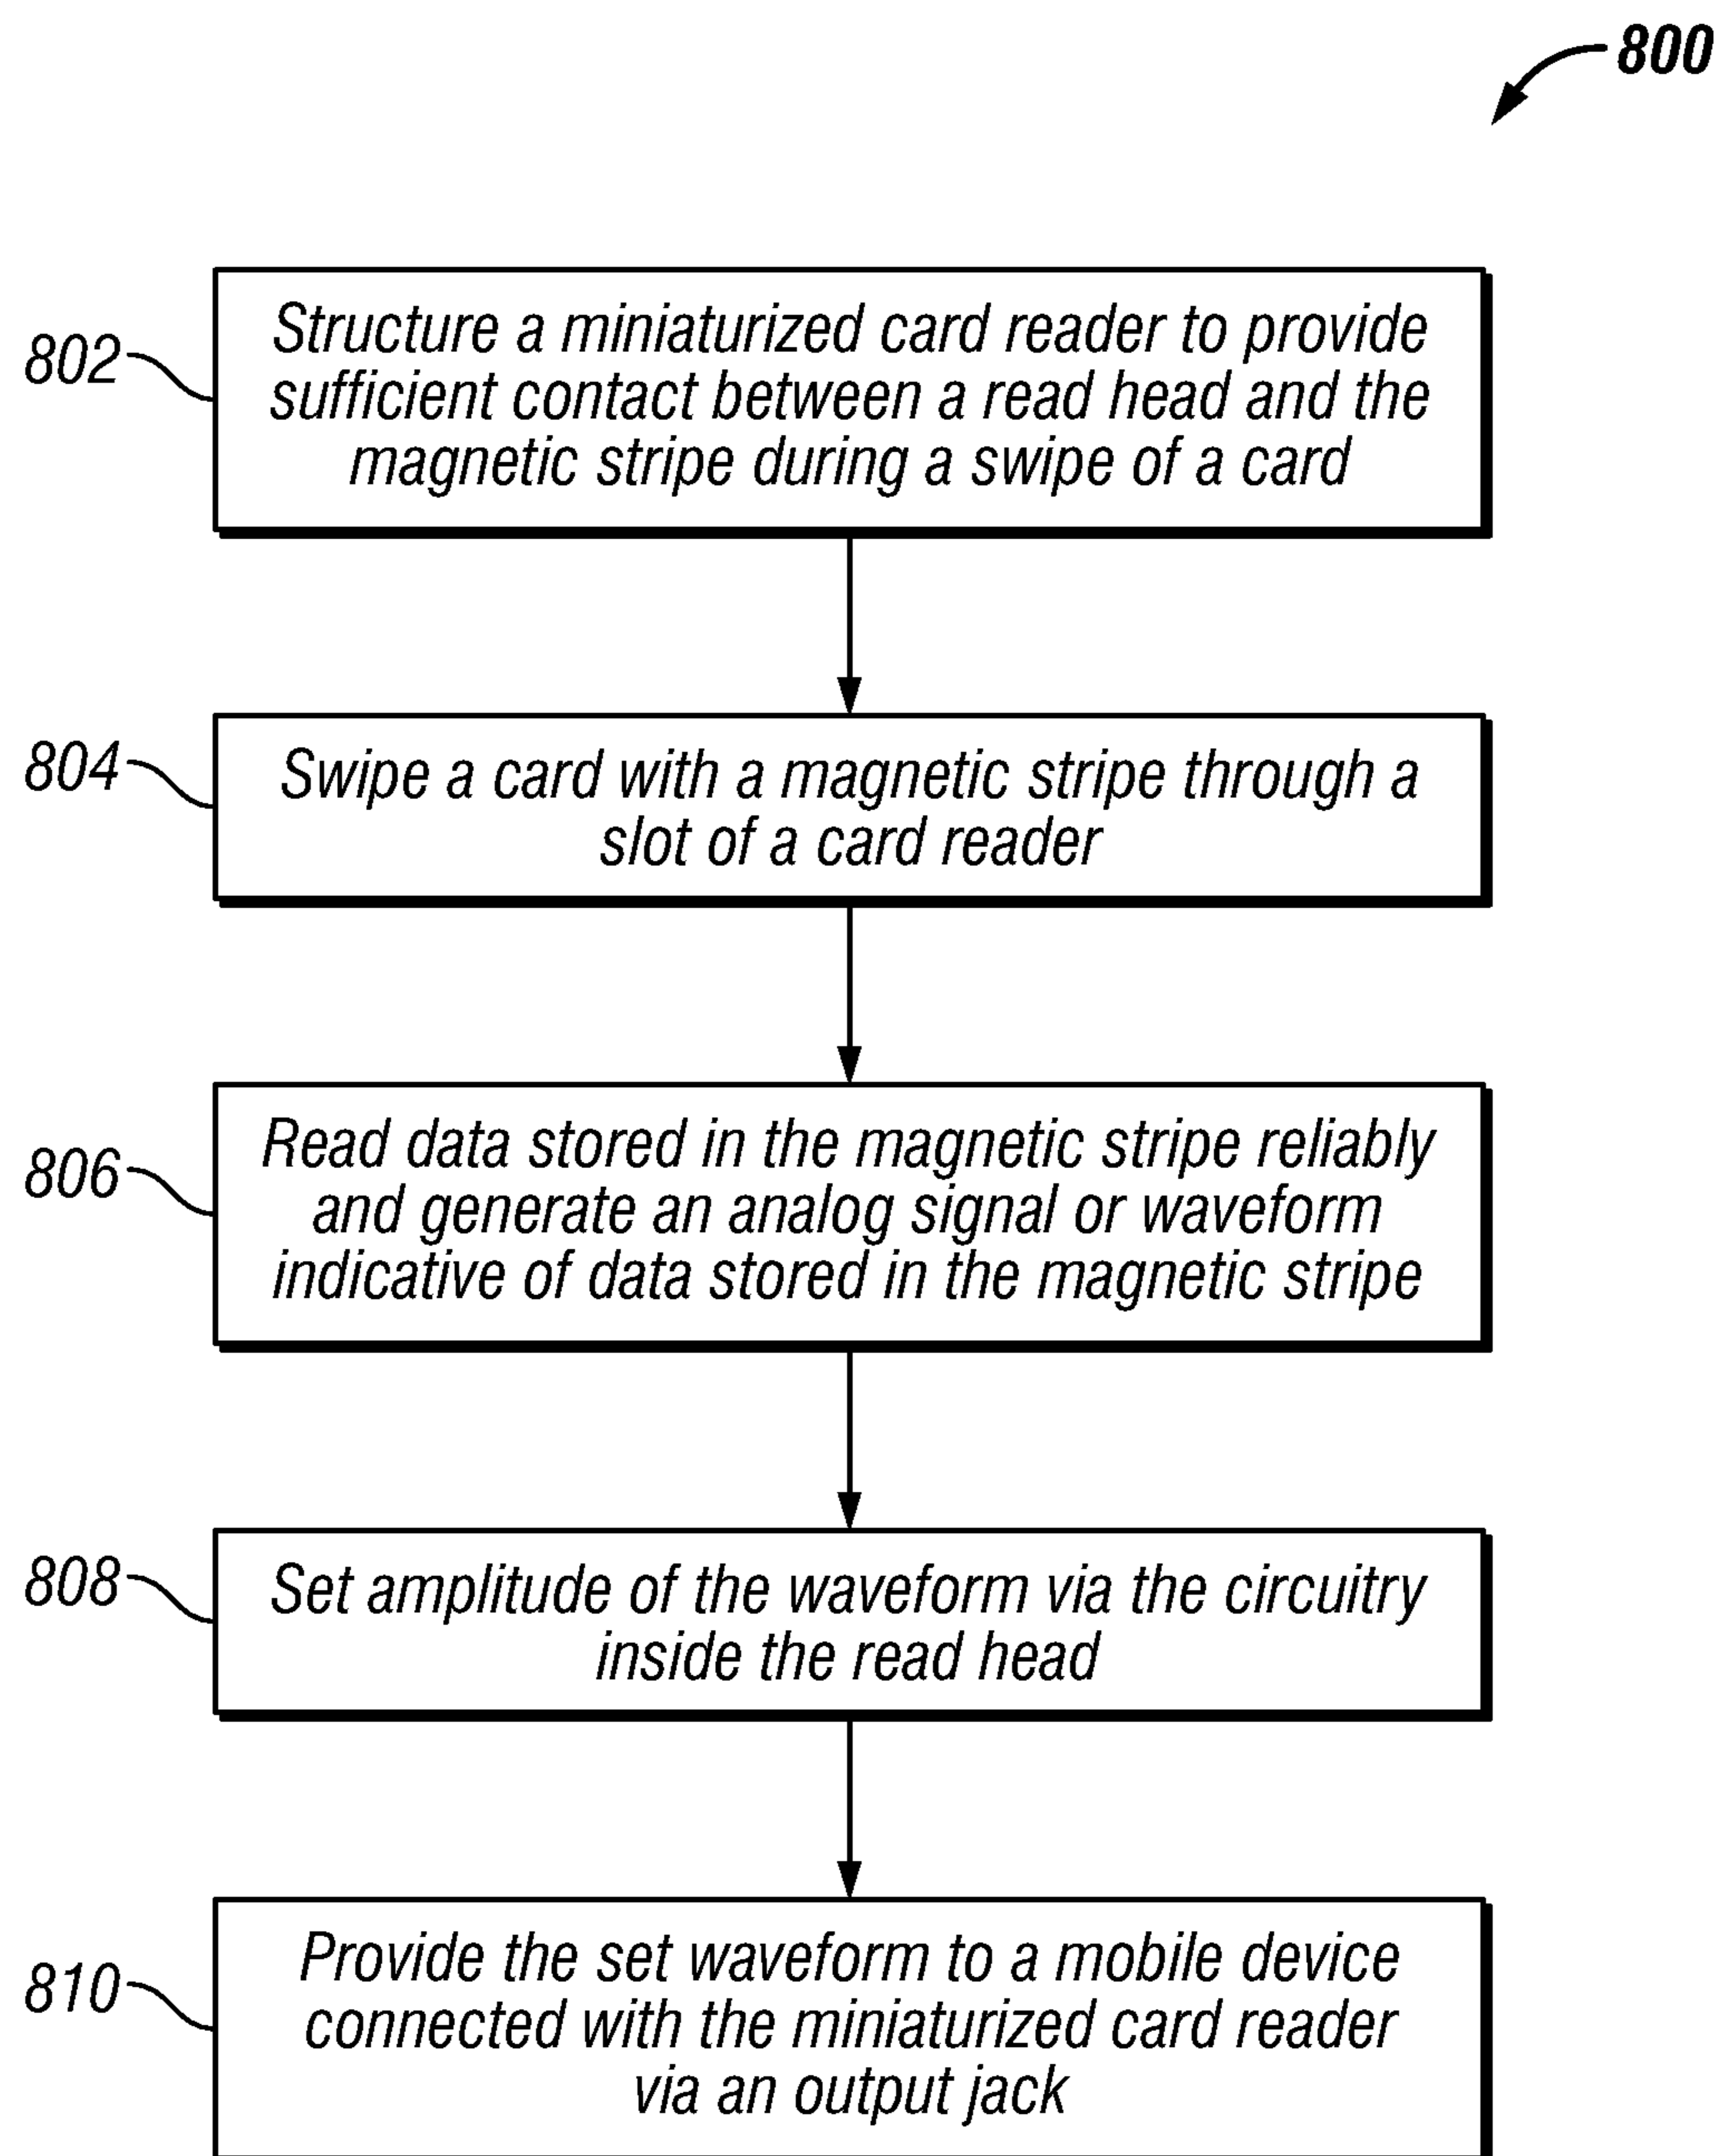 800
802
Structure a miniaturized card reader to provide
sufficient contact between a read head and the
magnetic stripe during a swipe of a card
804
Swipe a card with a magnetic stripe through a
slot of a card reader
806
Read data stored in the magnetic stripe reliably
and generate an analog signal or waveform
indicative of data stored in the magnetic stripe
808
Set amplitude of the waveform via the circuitry
inside the read head
810
Provide the set waveform to a mobile device
connected with the miniaturized card reader
via an output jack